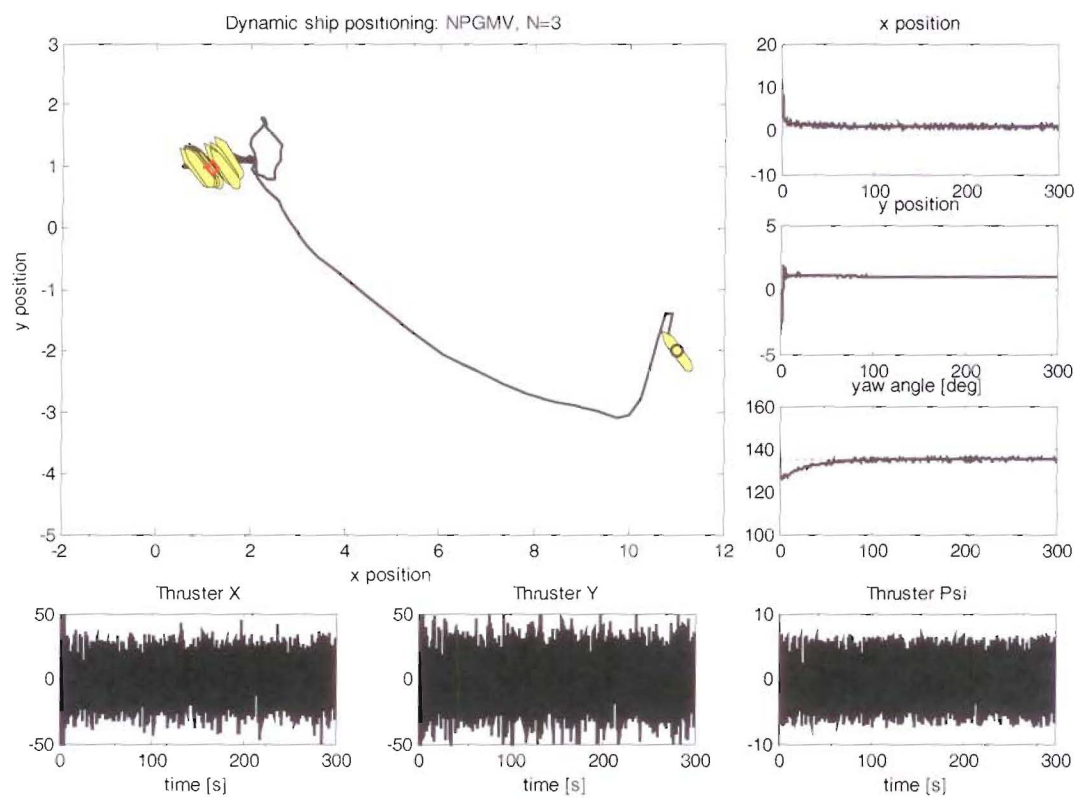 Dynamic ship positioning: NPGMV, N=3
3
2
1
0
-1
-2
-3
-4
-5
y position
-2 0 2 4 6 8 10 12
x position
x position
20
10
0
-10
0 100 200 300
y position
5
0
-5
0 100 200 300
yaw angle [deg]
160
140
120
100
0 100 200 300
Thruster X
50
0
-50
0 100 200 300
time [s]
Thruster Y
50
0
-50
0 100 200 300
time [s]
Thruster Psi
10
0
-10
0 100 200 300
time [s]